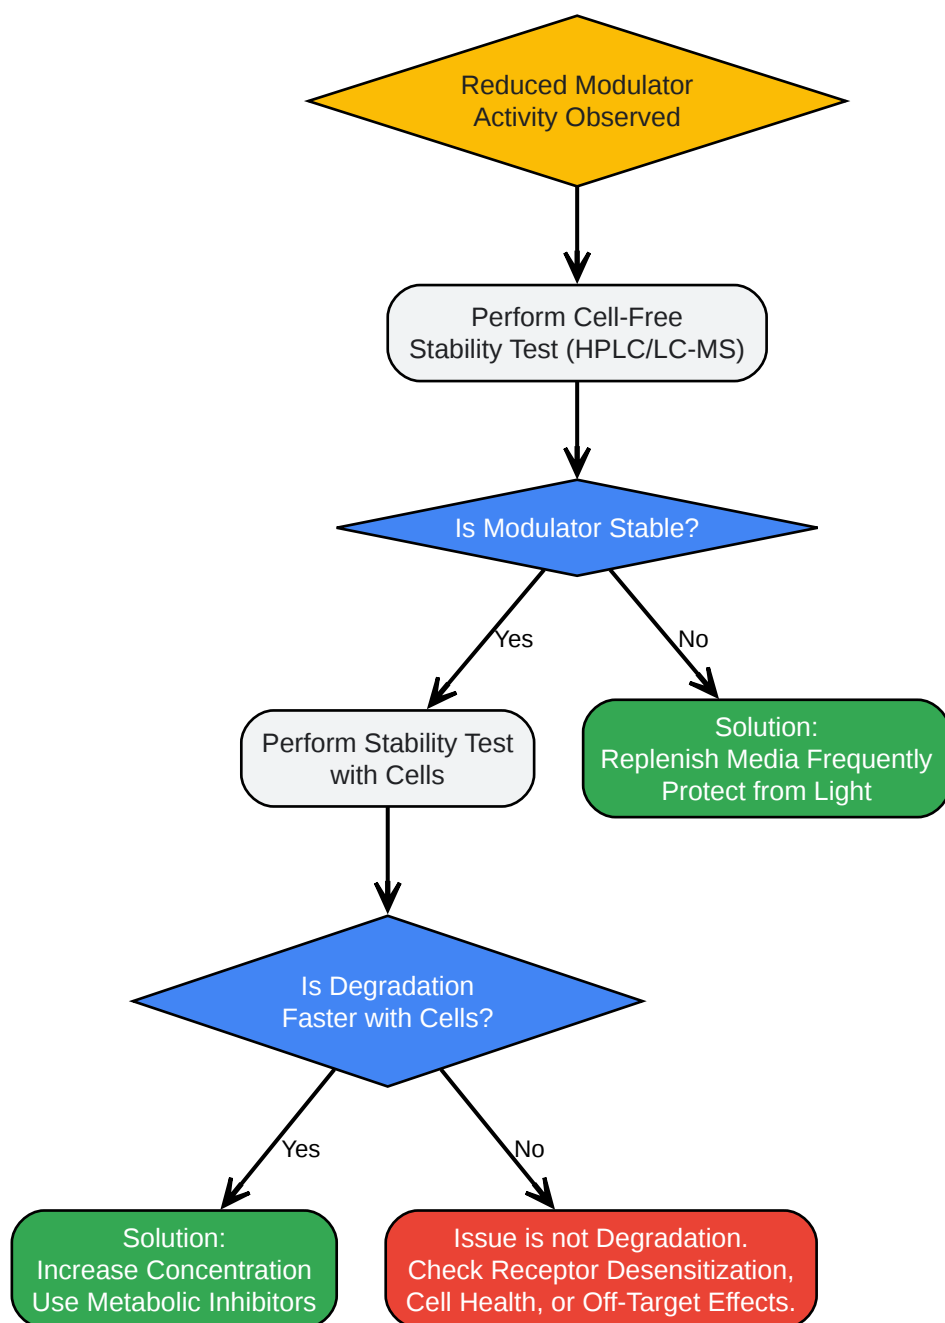 Reduced Modulator
Activity Observed
Perform Cell-Free
Stability Test (HPLC/LC-MS)
Is Modulator Stable?
Yes
No
Perform Stability Test
with Cells
Solution:
Replenish Media Frequently
Protect from Light
Is Degradation
Faster with Cells?
Yes
No
Solution:
Increase Concentration
Use Metabolic Inhibitors
Issue is not Degradation.
Check Receptor Desensitization,
Cell Health, or Off-Target Effects.